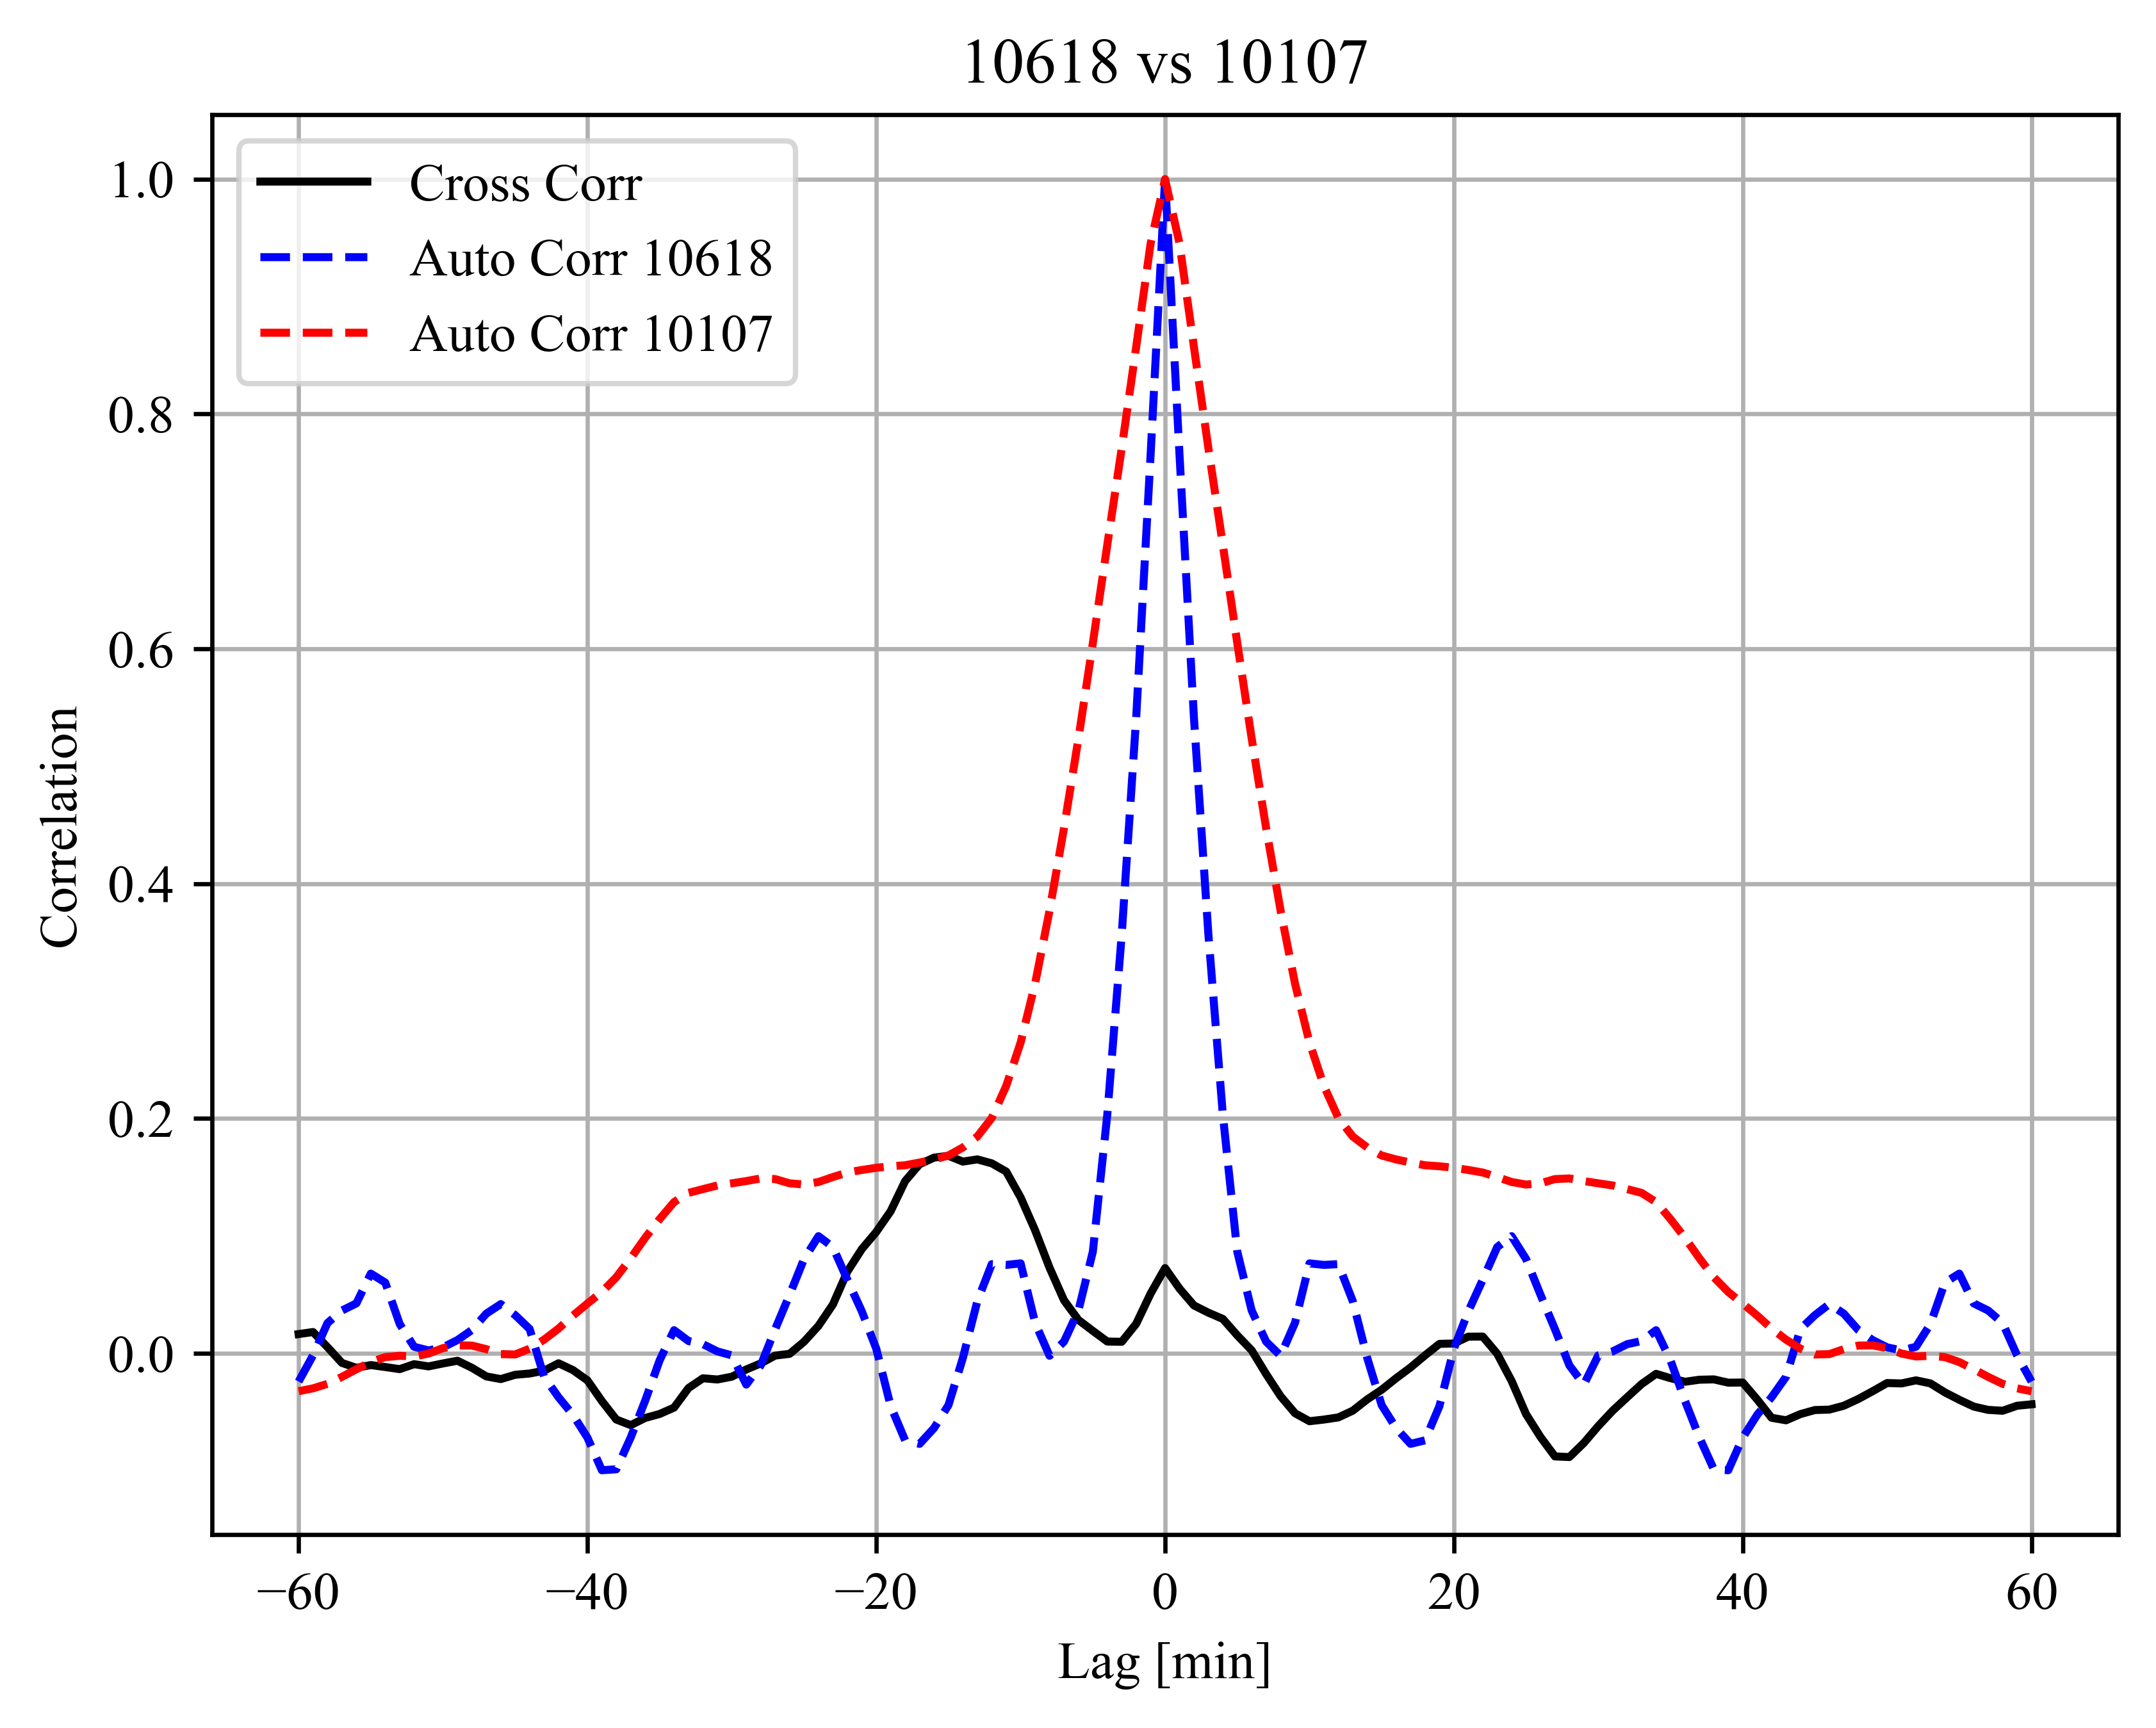 10618 vs 10107
Cross Corr
Auto Corr 10618
Auto Corr 10107
1.0
0.8
0.6
0.4
0.2
0.0
Correlation
−60 −40 −20 0 20 40 60
Lag [min]